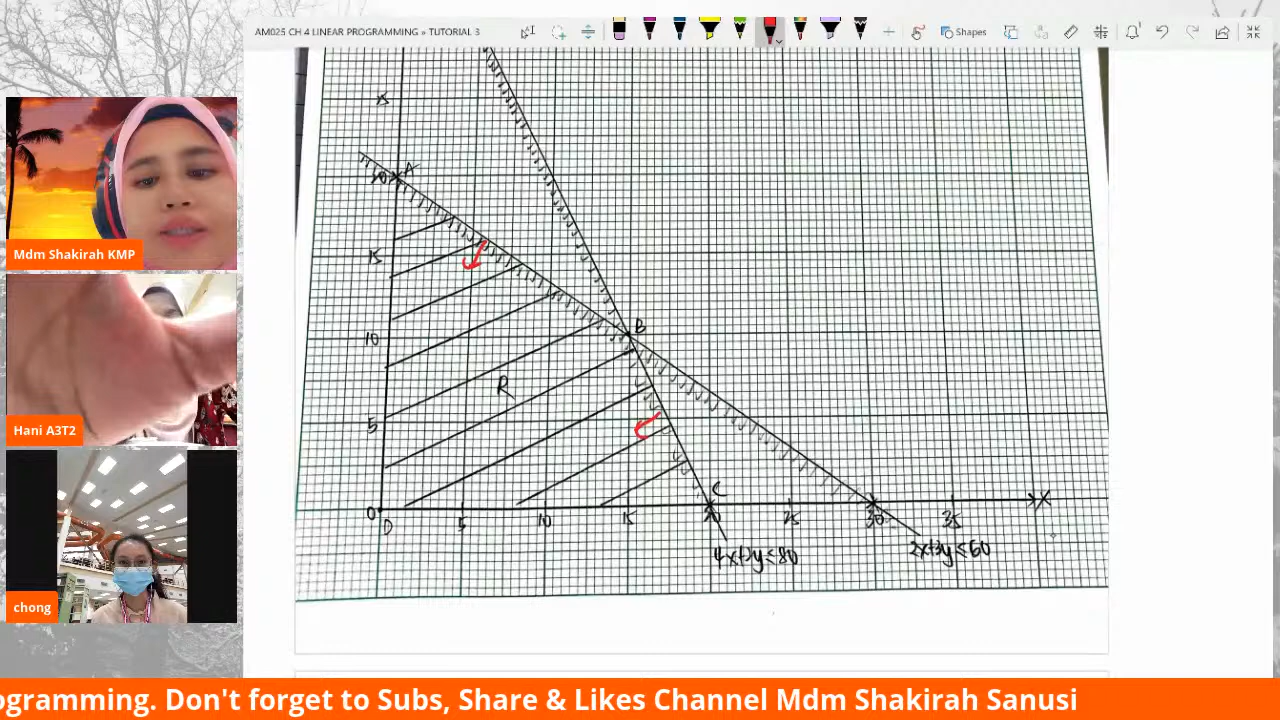 AM025 CH 4 LINEAR PROGRAMMING » TUTORIAL 3
Shapes
Mdm Shakirah KMP
Hani A3T2
chong
A
20
15
B
10
R
5
C
0
D
5
10
15
20
25
30
35
X
4x+2y≤80
2x+3y≤60
ogramming. Don't forget to Subs, Share & Likes Channel Mdm Shakirah Sanusi